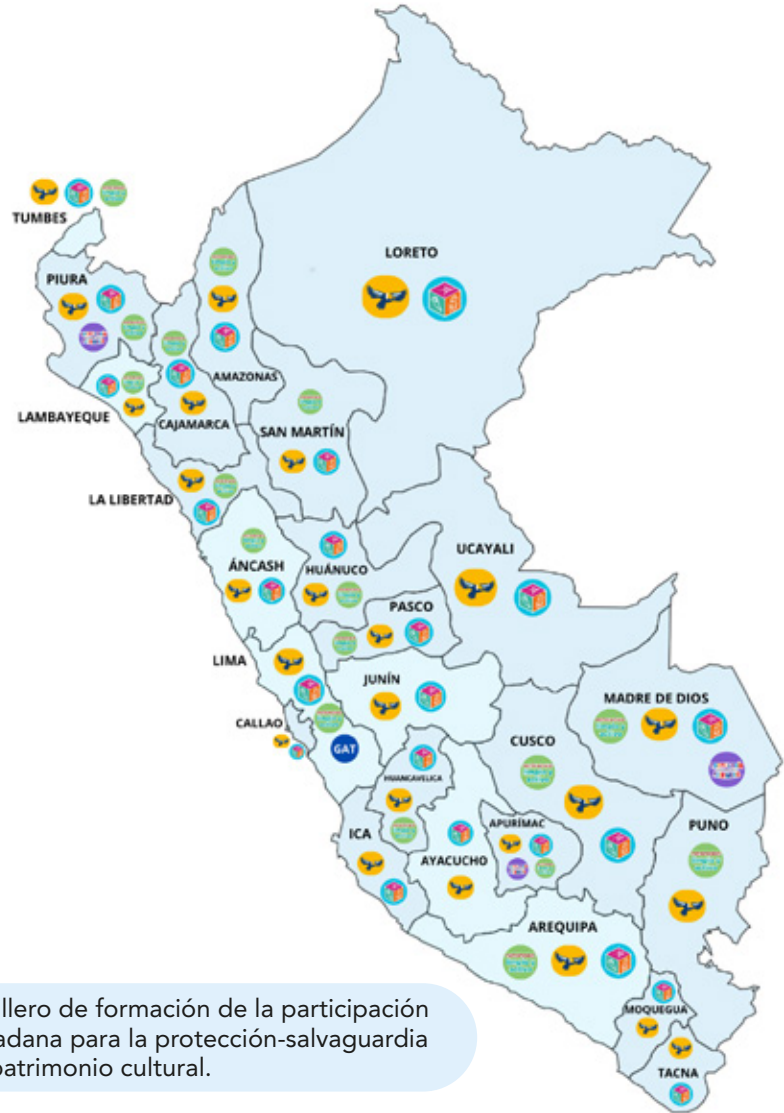 TUMBES
LORETO
PIURA
AMAZONAS
LAMBAYEQUE
CAJAMARCA
SAN MARTÍN
LA LIBERTAD
ÁNCASH
HUÁNUCO
UCAYALI
PASCO
LIMA
JUNÍN
MADRE DE DIOS
CALLAO
CUSCO
GAT
HUANCAVELICA
ICA
APURÍMAC
PUNO
AYACUCHO
AREQUIPA
MOQUEGUA
TACNA
llero de formación de la participación
adana para la protección-salvaguardia
patrimonio cultural.